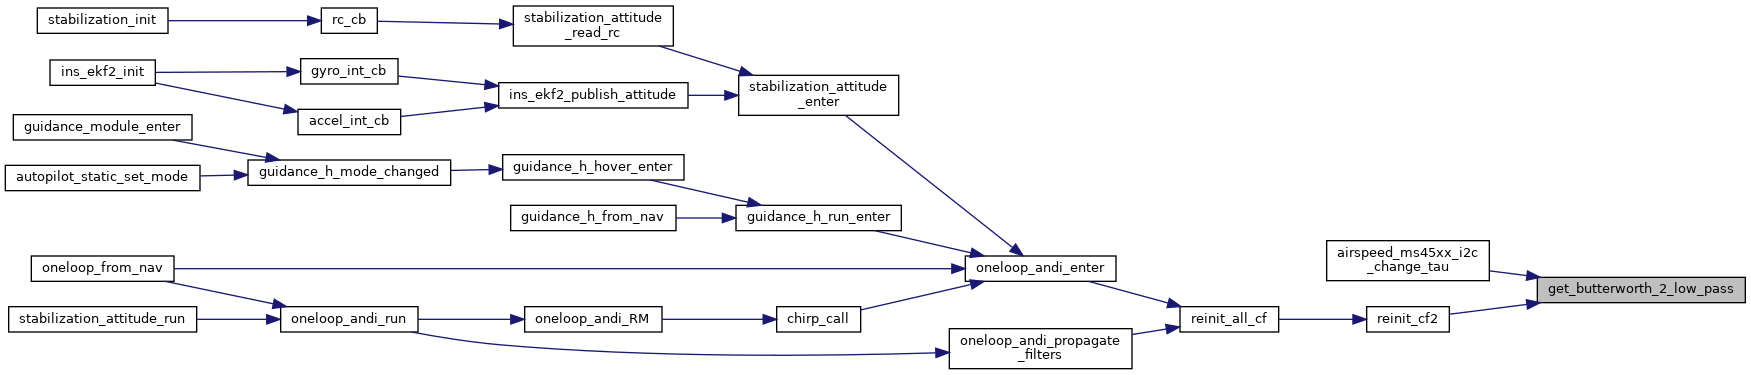 stabilization_init
rc_cb
stabilization_attitude
_read_rc
ins_ekf2_init
gyro_int_cb
accel_int_cb
ins_ekf2_publish_attitude
stabilization_attitude
_enter
guidance_module_enter
autopilot_static_set_mode
guidance_h_mode_changed
guidance_h_hover_enter
guidance_h_from_nav
guidance_h_run_enter
oneloop_from_nav
oneloop_andi_enter
stabilization_attitude_run
oneloop_andi_run
oneloop_andi_RM
chirp_call
oneloop_andi_propagate
_filters
reinit_all_cf
reinit_cf2
airspeed_ms45xx_i2c
_change_tau
get_butterworth_2_low_pass